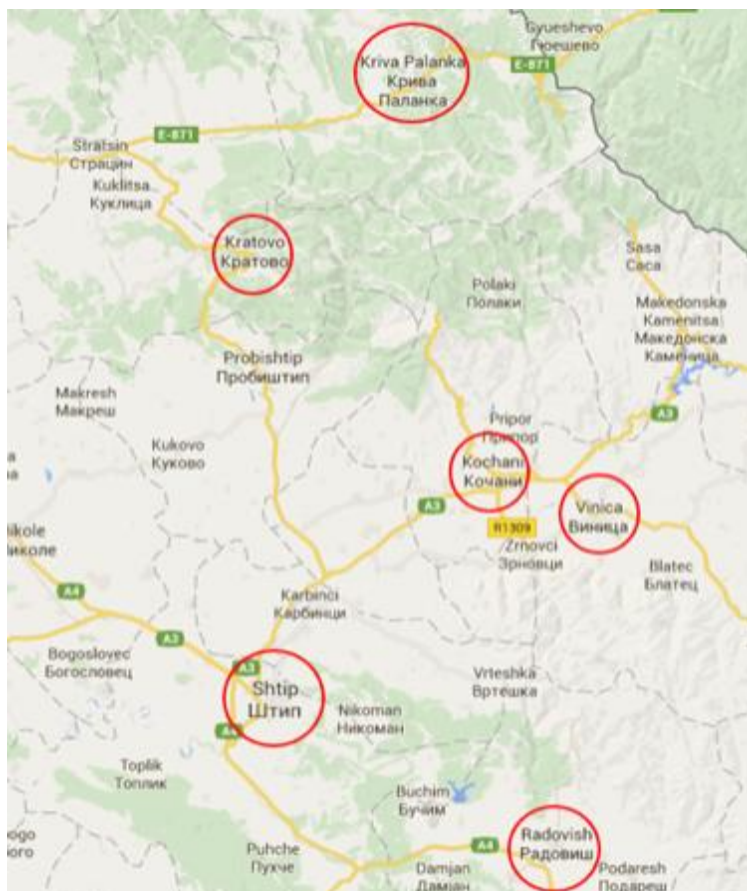 Gyueshevo
Гюешево
Kriva Palanka
Крива
Паланка
E-871
E-871
Stratsin
Страцин
Kuklitsa
Куклица
Kratovo
Кратово
Sasa
Саса
Polaki
Полаки
Makedonska
Kamenitsa
Македонска
Каменица
Probishtip
Пробиштип
Makresh
Макреш
A3
Pripor
Припор
Kukovo
Куково
Kochani
Кочани
A3
Vinica
Виница
R1309
Zrnovci
Зрновци
nikole
николе
Blatec
Блатец
A4
Karbinci
Карбинци
A3
Bogoslovec
Богословец
A3
Vrteshka
Вртешка
Shtip
Штип
Nikoman
Никоман
A4
Toplik
Топлик
Buchim
Бучим
Radovish
Радовиш
A4
Puhche
Пухче
Damjan
Дамјан
Podaresh
Подареш